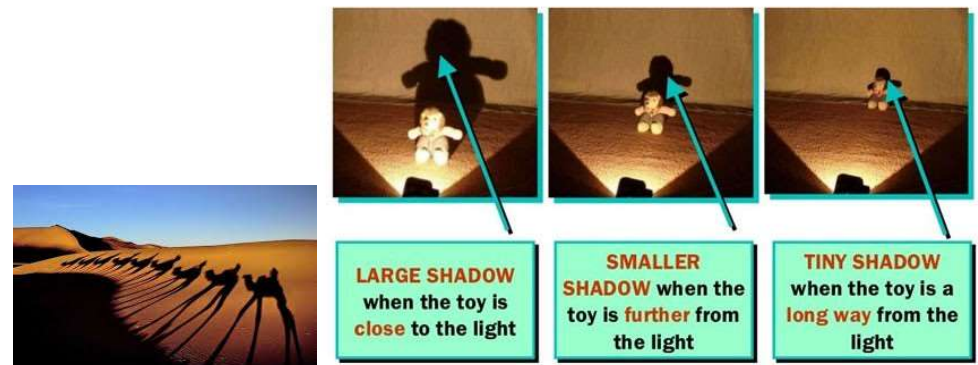 LARGE SHADOW
when the toy is
close to the light
SMALLER
SHADOW when the
toy is further from
the light
TINY SHADOW
when the toy is a
long way from the
light